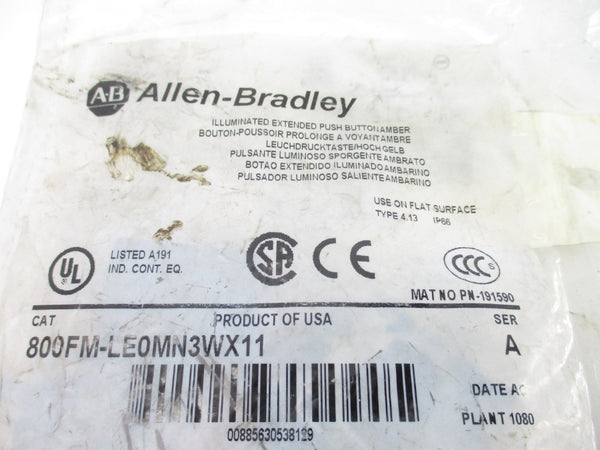 A-B Allen-Bradley
ILLUMINATED EXTENDED PUSH BUTTON AMBER
BOUTON-POUSSOIR PROLONGE A VOYANT AMBRE
LEUCHDRUCKTASTE/HOCH GELB
PULSANTE LUMINOSO SPORGENTE AMBRATO
BOTAO EXTENDIDO ILUMINADO AMBARINO
PULSADOR LUMINOSO SALIENTE AMBARINO
USE ON FLAT SURFACE
TYPE 4.13 IP66
UL LISTED A191
IND. CONT. EQ.
SA CE CCC S
MAT NO PN-191590
CAT PRODUCT OF USA SER
800FM-LE0MN3WX11 A
DATE AC
PLANT 1080
00885630538129